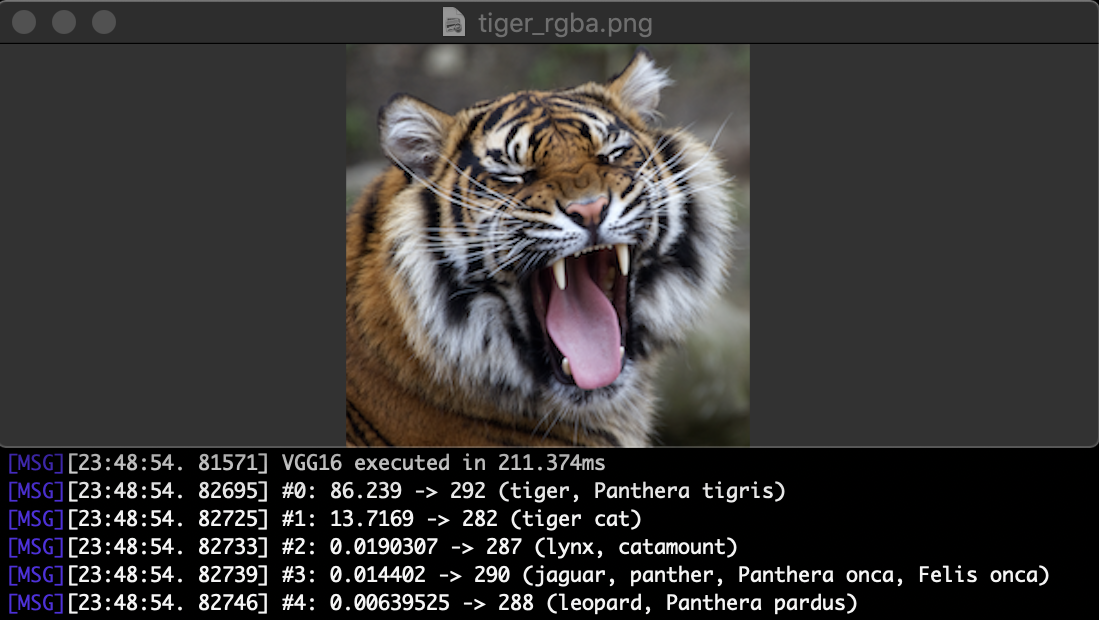 tiger_rgba.png
[MSG][23:48:54. 81571] VGG16 executed in 211.374ms
[MSG][23:48:54. 82695] #0: 86.239 -> 292 (tiger, Panthera tigris)
[MSG][23:48:54. 82725] #1: 13.7169 -> 282 (tiger cat)
[MSG][23:48:54. 82733] #2: 0.0190307 -> 287 (lynx, catamount)
[MSG][23:48:54. 82739] #3: 0.014402 -> 290 (jaguar, panther, Panthera onca, Felis onca)
[MSG][23:48:54. 82746] #4: 0.00639525 -> 288 (leopard, Panthera pardus)